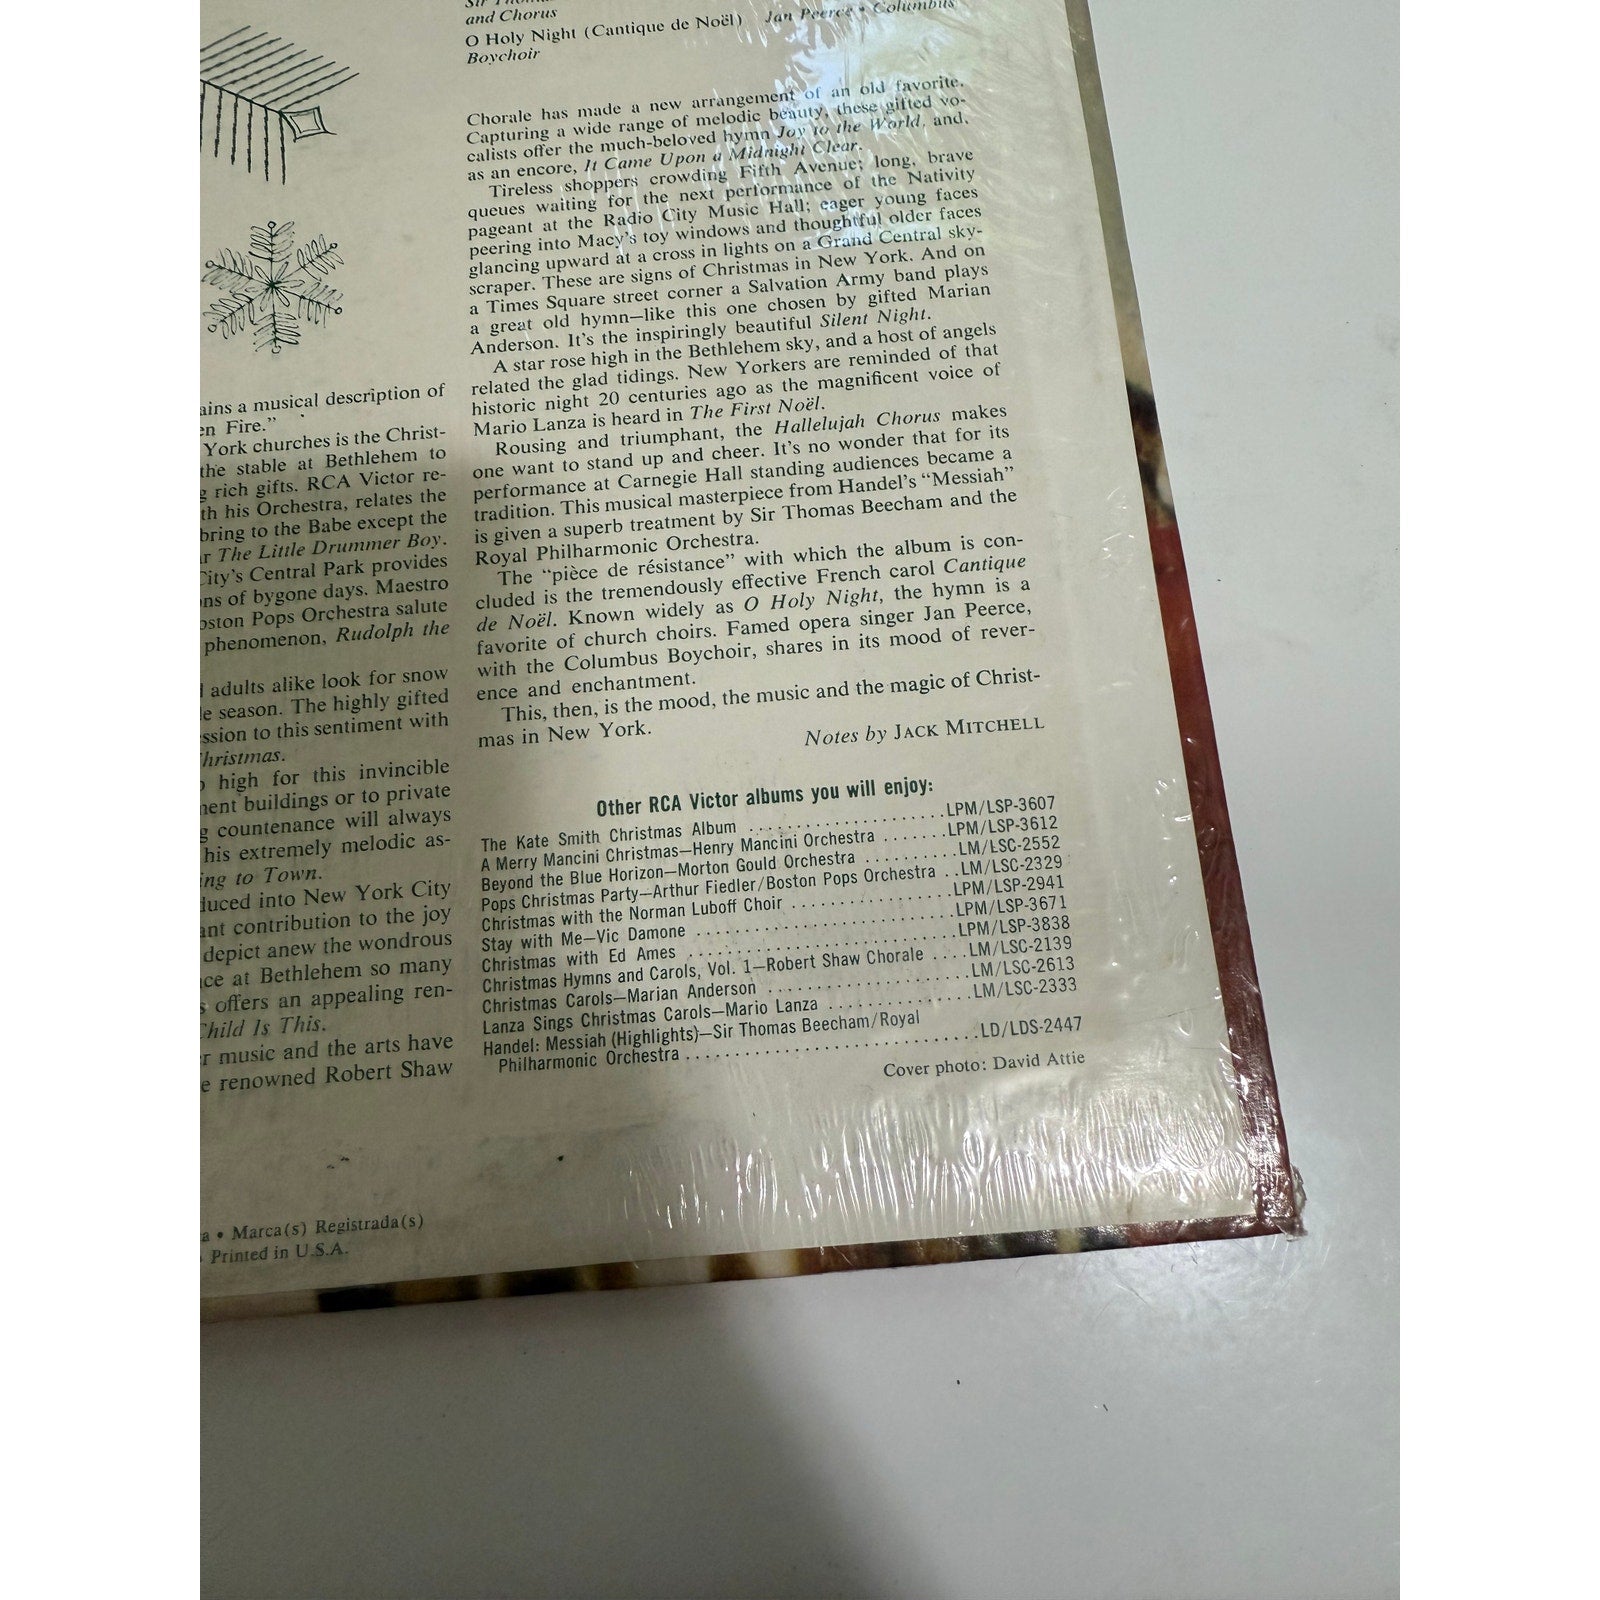 Sir Thomas
and Chorus
O Holy Night (Cantique de Noël) Jan Peerce • Columbus
Boychoir
ains a musical description of
en Fire.”
York churches is the Christ-
the stable at Bethlehem to
g rich gifts. RCA Victor re-
th his Orchestra, relates the
bring to the Babe except the
r The Little Drummer Boy.
City's Central Park provides
ns of bygone days. Maestro
oston Pops Orchestra salute
phenomenon, Rudolph the
adults alike look for snow
e season. The highly gifted
ssion to this sentiment with
hristmas.
high for this invincible
ment buildings or to private
g countenance will always
his extremely melodic as-
ing to Town.
duced into New York City
ant contribution to the joy
depict anew the wondrous
nce at Bethlehem so many
s offers an appealing ren-
Child Is This.
r music and the arts have
e renowned Robert Shaw
Chorale has made a new arrangement of an old favorite.
Capturing a wide range of melodic beauty, these gifted vo-
calists offer the much-beloved hymn Joy to the World, and,
as an encore, It Came Upon a Midnight Clear.
Tireless shoppers crowding Fifth Avenue; long, brave
queues waiting for the next performance of the Nativity
pageant at the Radio City Music Hall; eager young faces
peering into Macy's toy windows and thoughtful older faces
glancing upward at a cross in lights on a Grand Central sky-
scraper. These are signs of Christmas in New York. And on
a Times Square street corner a Salvation Army band plays
a great old hymn—like this one chosen by gifted Marian
Anderson. It's the inspiringly beautiful Silent Night.
A star rose high in the Bethlehem sky, and a host of angels
related the glad tidings. New Yorkers are reminded of that
historic night 20 centuries ago as the magnificent voice of
Mario Lanza is heard in The First Noël.
Rousing and triumphant, the Hallelujah Chorus makes
one want to stand up and cheer. It's no wonder that for its
performance at Carnegie Hall standing audiences became a
tradition. This musical masterpiece from Handel's “Messiah”
is given a superb treatment by Sir Thomas Beecham and the
Royal Philharmonic Orchestra.
The “pièce de résistance” with which the album is con-
cluded is the tremendously effective French carol Cantique
de Noël. Known widely as O Holy Night, the hymn is a
favorite of church choirs. Famed opera singer Jan Peerce,
with the Columbus Boychoir, shares in its mood of rever-
ence and enchantment.
This, then, is the mood, the music and the magic of Christ-
mas in New York.
Notes by JACK MITCHELL
Other RCA Victor albums you will enjoy:
The Kate Smith Christmas Album ....................LPM/LSP-3607
A Merry Mancini Christmas—Henry Mancini Orchestra .......LPM/LSP-3612
Beyond the Blue Horizon—Morton Gould Orchestra ..........LM/LSC-2552
Pops Christmas Party—Arthur Fiedler/Boston Pops Orchestra ..LM/LSC-2329
Christmas with the Norman Luboff Choir .................LPM/LSP-2941
Stay with Me—Vic Damone ...........................LPM/LSP-3671
Christmas with Ed Ames ............................LPM/LSP-3838
Christmas Hymns and Carols, Vol. 1—Robert Shaw Chorale ....LM/LSC-2139
Christmas Carols—Marian Anderson .....................LM/LSC-2613
Lanza Sings Christmas Carols—Mario Lanza ...............LM/LSC-2333
Handel: Messiah (Highlights)—Sir Thomas Beecham/Royal
Philharmonic Orchestra ..............................LD/LDS-2447
Cover photo: David Attie
a • Marca(s) Registrada(s)
• Printed in U.S.A.